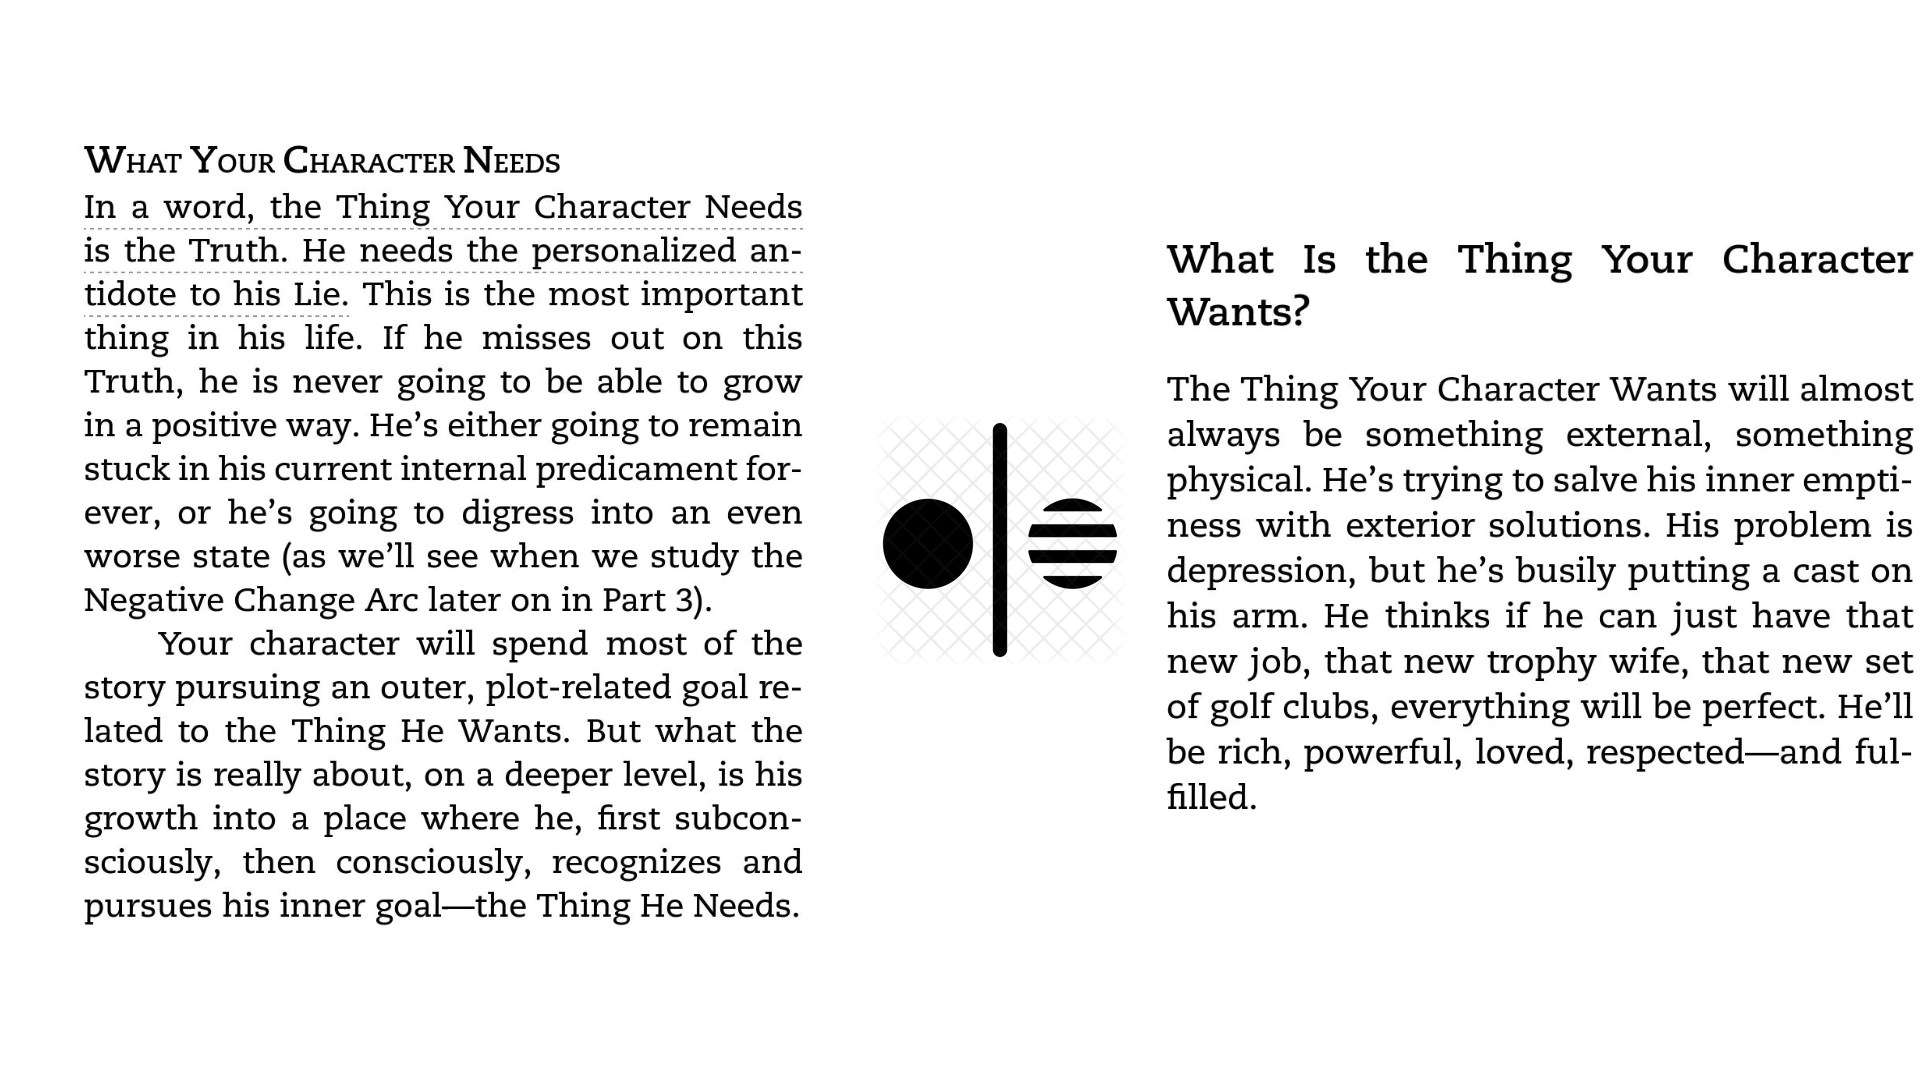 What Your Character Needs
In a word, the Thing Your Character Needs
is the Truth. He needs the personalized an-
tidote to his Lie. This is the most important
thing in his life. If he misses out on this
Truth, he is never going to be able to grow
in a positive way. He’s either going to remain
stuck in his current internal predicament for-
ever, or he’s going to digress into an even
worse state (as we’ll see when we study the
Negative Change Arc later on in Part 3).
Your character will spend most of the
story pursuing an outer, plot-related goal re-
lated to the Thing He Wants. But what the
story is really about, on a deeper level, is his
growth into a place where he, first subcon-
sciously, then consciously, recognizes and
pursues his inner goal—the Thing He Needs.
What Is the Thing Your Character
Wants?
The Thing Your Character Wants will almost
always be something external, something
physical. He’s trying to salve his inner empti-
ness with exterior solutions. His problem is
depression, but he’s busily putting a cast on
his arm. He thinks if he can just have that
new job, that new trophy wife, that new set
of golf clubs, everything will be perfect. He’ll
be rich, powerful, loved, respected—and ful-
filled.